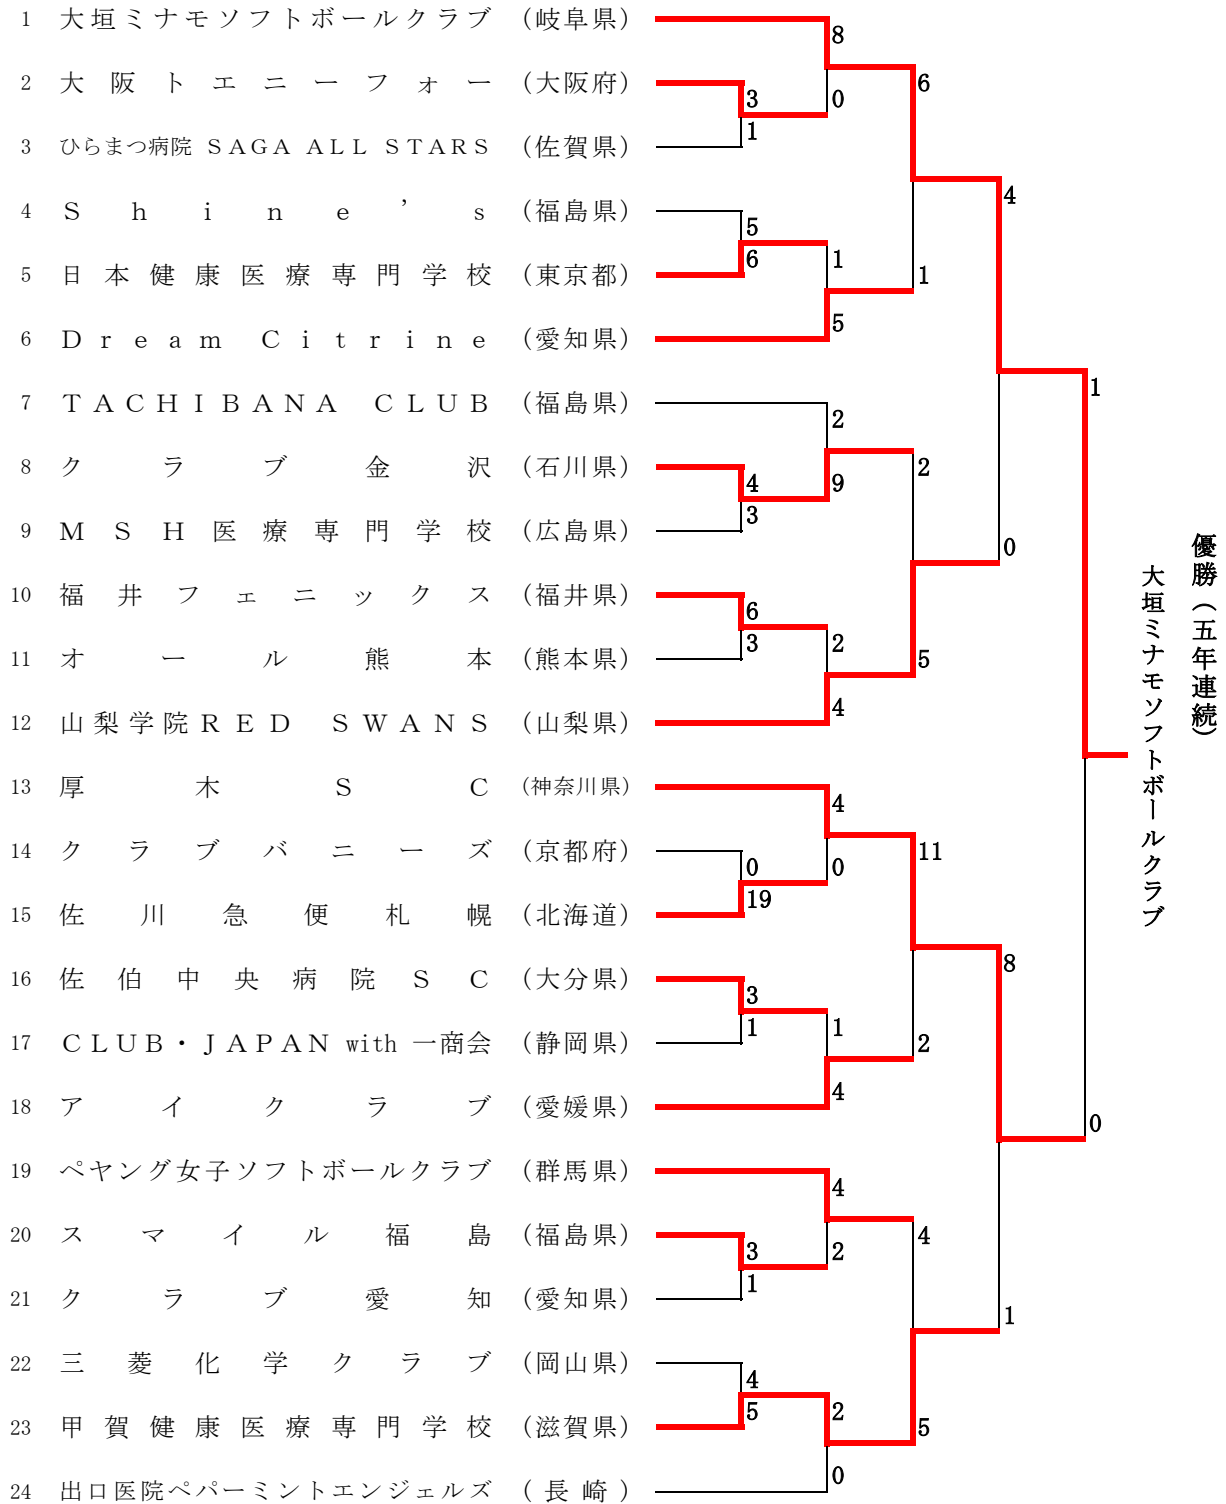 1 大垣ミナモソフトボールクラブ (岐阜県)
8
2 大阪トエニーフォー (大阪府)
6
3
0
1
3 ひらまつ病院 SAGA ALL STARS (佐賀県)
4
4 Shine's (福島県)
5
6
1
5 日本健康医療専門学校 (東京都)
1
5
6 Dream Citrine (愛知県)
1
7 TACHIBANA CLUB (福島県)
2
8 クラブ金沢 (石川県)
2
4
9
3
9 MSH医療専門学校 (広島県)
0
10 福井フェニックス (福井県)
6
3
2
11 オール熊本 (熊本県)
5
4
12 山梨学院RED SWANS (山梨県)
優勝(五年連続)
大垣ミナモソフトボールクラブ
13 厚木SC (神奈川県)
4
14 クラブバニーズ (京都府)
11
0
0
19
15 佐川急便札幌 (北海道)
8
16 佐伯中央病院SC (大分県)
3
1
1
17 CLUB・JAPAN with 一商会 (静岡県)
2
4
18 アイクラブ (愛媛県)
0
19 ペヤング女子ソフトボールクラブ (群馬県)
4
20 スマイル福島 (福島県)
4
3
2
1
21 クラブ愛知 (愛知県)
1
22 三菱化学クラブ (岡山県)
4
5
2
23 甲賀健康医療専門学校 (滋賀県)
5
0
24 出口医院ペパーミントエンジェルズ (長崎)